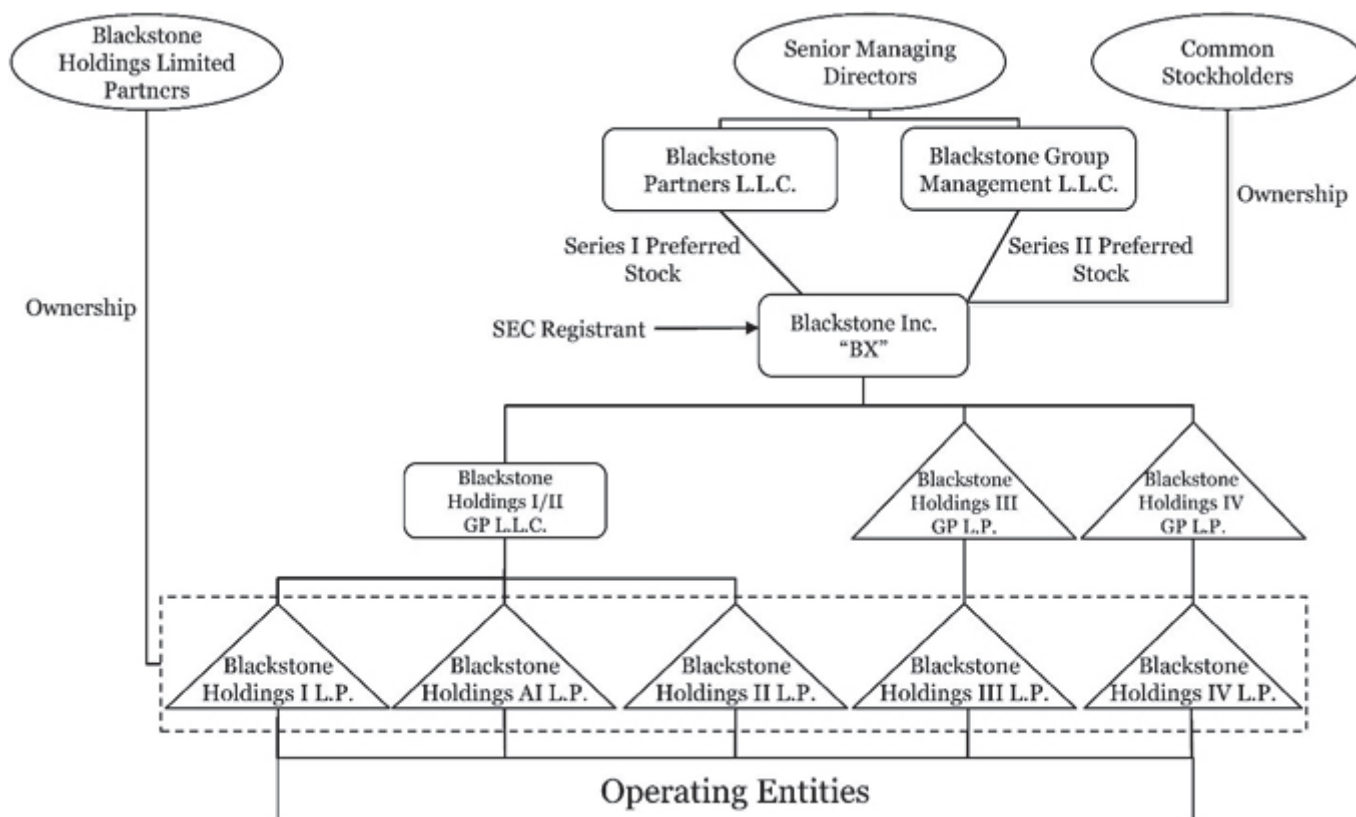 Blackstone
Holdings Limited
Partners
Senior Managing
Directors
Common
Stockholders
Blackstone
Partners L.L.C.
Blackstone Group
Management L.L.C.
Ownership
Series I Preferred
Stock
Series II Preferred
Stock
Ownership
SEC Registrant
Blackstone Inc.
“BX”
Blackstone
Holdings I/II
GP L.L.C.
Blackstone
Holdings III
GP L.P.
Blackstone
Holdings IV
GP L.P.
Blackstone
Holdings I L.P.
Blackstone
Holdings AI L.P.
Blackstone
Holdings II L.P.
Blackstone
Holdings III L.P.
Blackstone
Holdings IV L.P.
Operating Entities